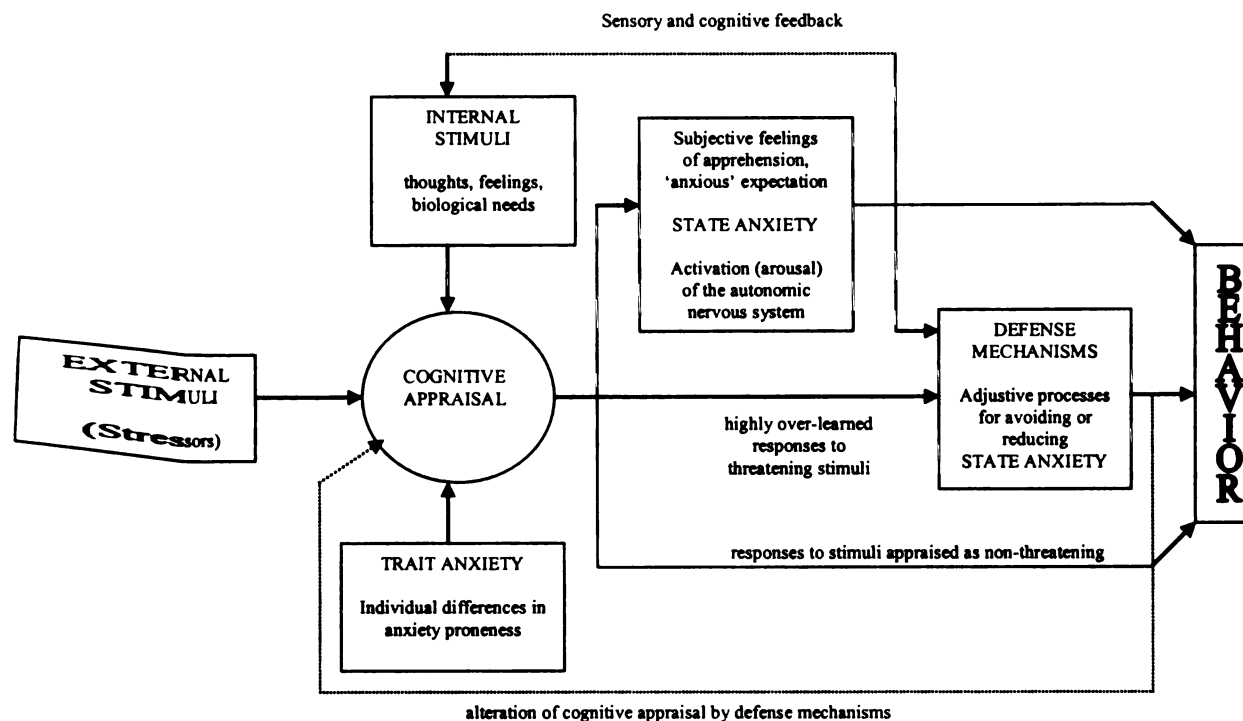 Sensory and cognitive feedback
INTERNAL
STIMULI
thoughts, feelings,
biological needs
Subjective feelings
of apprehension,
‘anxious’ expectation
STATE ANXIETY
Activation (arousal)
of the autonomic
nervous system
EXTERNAL
STIMULI
(Stressors)
COGNITIVE
APPRAISAL
highly over-learned
responses to
threatening stimuli
DEFENSE
MECHANISMS
Adjustive processes
for avoiding or
reducing
STATE ANXIETY
BEHAVIOR
TRAIT ANXIETY
Individual differences in
anxiety proneness
responses to stimuli appraised as non-threatening
alteration of cognitive appraisal by defense mechanisms